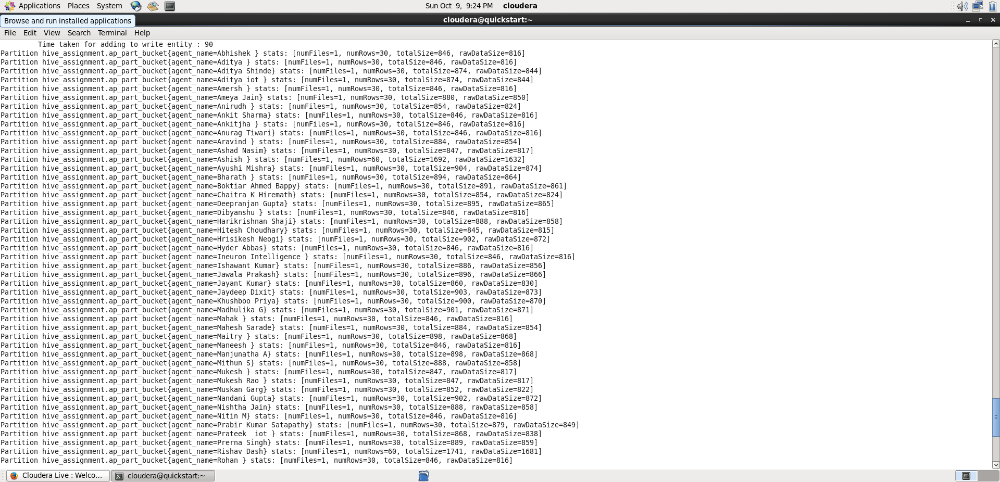 Applications Places System Sun Oct 9, 9:24 PM cloudera
Browse and run installed applications
cloudera@quickstart:~
File Edit View Search Terminal Help
Time taken for adding to write entity : 90
Partition hive_assignment.ap_part_bucket{agent_name=Abhishek } stats: [numFiles=1, numRows=30, totalSize=846, rawDataSize=816]
Partition hive_assignment.ap_part_bucket{agent_name=Aditya } stats: [numFiles=1, numRows=30, totalSize=846, rawDataSize=816]
Partition hive_assignment.ap_part_bucket{agent_name=Aditya Shinde} stats: [numFiles=1, numRows=30, totalSize=874, rawDataSize=844]
Partition hive_assignment.ap_part_bucket{agent_name=Aditya_iot } stats: [numFiles=1, numRows=30, totalSize=874, rawDataSize=844]
Partition hive_assignment.ap_part_bucket{agent_name=Amersh } stats: [numFiles=1, numRows=30, totalSize=846, rawDataSize=816]
Partition hive_assignment.ap_part_bucket{agent_name=Ameya Jain} stats: [numFiles=1, numRows=30, totalSize=880, rawDataSize=850]
Partition hive_assignment.ap_part_bucket{agent_name=Anirudh } stats: [numFiles=1, numRows=30, totalSize=854, rawDataSize=824]
Partition hive_assignment.ap_part_bucket{agent_name=Ankit Sharma} stats: [numFiles=1, numRows=30, totalSize=846, rawDataSize=816]
Partition hive_assignment.ap_part_bucket{agent_name=Ankitjha } stats: [numFiles=1, numRows=30, totalSize=846, rawDataSize=816]
Partition hive_assignment.ap_part_bucket{agent_name=Anurag Tiwari} stats: [numFiles=1, numRows=30, totalSize=846, rawDataSize=816]
Partition hive_assignment.ap_part_bucket{agent_name=Aravind } stats: [numFiles=1, numRows=30, totalSize=884, rawDataSize=854]
Partition hive_assignment.ap_part_bucket{agent_name=Ashad Nasim} stats: [numFiles=1, numRows=30, totalSize=847, rawDataSize=817]
Partition hive_assignment.ap_part_bucket{agent_name=Ashish } stats: [numFiles=1, numRows=60, totalSize=1692, rawDataSize=1632]
Partition hive_assignment.ap_part_bucket{agent_name=Ayushi Mishra} stats: [numFiles=1, numRows=30, totalSize=904, rawDataSize=874]
Partition hive_assignment.ap_part_bucket{agent_name=Bharath } stats: [numFiles=1, numRows=30, totalSize=894, rawDataSize=864]
Partition hive_assignment.ap_part_bucket{agent_name=Boktiar Ahmed Bappy} stats: [numFiles=1, numRows=30, totalSize=891, rawDataSize=861]
Partition hive_assignment.ap_part_bucket{agent_name=Chaitra K Hiremath} stats: [numFiles=1, numRows=30, totalSize=854, rawDataSize=824]
Partition hive_assignment.ap_part_bucket{agent_name=Deepranjan Gupta} stats: [numFiles=1, numRows=30, totalSize=895, rawDataSize=865]
Partition hive_assignment.ap_part_bucket{agent_name=Dibyanshu } stats: [numFiles=1, numRows=30, totalSize=846, rawDataSize=816]
Partition hive_assignment.ap_part_bucket{agent_name=Harikrishnan Shaji} stats: [numFiles=1, numRows=30, totalSize=888, rawDataSize=858]
Partition hive_assignment.ap_part_bucket{agent_name=Hitesh Choudhary} stats: [numFiles=1, numRows=30, totalSize=845, rawDataSize=815]
Partition hive_assignment.ap_part_bucket{agent_name=Hrisikesh Neogi} stats: [numFiles=1, numRows=30, totalSize=902, rawDataSize=872]
Partition hive_assignment.ap_part_bucket{agent_name=Hyder Abbas} stats: [numFiles=1, numRows=30, totalSize=846, rawDataSize=816]
Partition hive_assignment.ap_part_bucket{agent_name=Ineuron Intelligence } stats: [numFiles=1, numRows=30, totalSize=846, rawDataSize=816]
Partition hive_assignment.ap_part_bucket{agent_name=Ishawant Kumar} stats: [numFiles=1, numRows=30, totalSize=886, rawDataSize=856]
Partition hive_assignment.ap_part_bucket{agent_name=Jawala Prakash} stats: [numFiles=1, numRows=30, totalSize=896, rawDataSize=866]
Partition hive_assignment.ap_part_bucket{agent_name=Jayant Kumar} stats: [numFiles=1, numRows=30, totalSize=860, rawDataSize=830]
Partition hive_assignment.ap_part_bucket{agent_name=Jaydeep Dixit} stats: [numFiles=1, numRows=30, totalSize=903, rawDataSize=873]
Partition hive_assignment.ap_part_bucket{agent_name=Khushboo Priya} stats: [numFiles=1, numRows=30, totalSize=900, rawDataSize=870]
Partition hive_assignment.ap_part_bucket{agent_name=Madhulika G} stats: [numFiles=1, numRows=30, totalSize=901, rawDataSize=871]
Partition hive_assignment.ap_part_bucket{agent_name=Mahak } stats: [numFiles=1, numRows=30, totalSize=846, rawDataSize=816]
Partition hive_assignment.ap_part_bucket{agent_name=Mahesh Sarade} stats: [numFiles=1, numRows=30, totalSize=884, rawDataSize=854]
Partition hive_assignment.ap_part_bucket{agent_name=Maitry } stats: [numFiles=1, numRows=30, totalSize=898, rawDataSize=868]
Partition hive_assignment.ap_part_bucket{agent_name=Maneesh } stats: [numFiles=1, numRows=30, totalSize=846, rawDataSize=816]
Partition hive_assignment.ap_part_bucket{agent_name=Manjunatha A} stats: [numFiles=1, numRows=30, totalSize=898, rawDataSize=868]
Partition hive_assignment.ap_part_bucket{agent_name=Mithun S} stats: [numFiles=1, numRows=30, totalSize=888, rawDataSize=858]
Partition hive_assignment.ap_part_bucket{agent_name=Mukesh } stats: [numFiles=1, numRows=30, totalSize=847, rawDataSize=817]
Partition hive_assignment.ap_part_bucket{agent_name=Mukesh Rao } stats: [numFiles=1, numRows=30, totalSize=847, rawDataSize=817]
Partition hive_assignment.ap_part_bucket{agent_name=Muskan Garg} stats: [numFiles=1, numRows=30, totalSize=852, rawDataSize=822]
Partition hive_assignment.ap_part_bucket{agent_name=Nandani Gupta} stats: [numFiles=1, numRows=30, totalSize=902, rawDataSize=872]
Partition hive_assignment.ap_part_bucket{agent_name=Nishtha Jain} stats: [numFiles=1, numRows=30, totalSize=888, rawDataSize=858]
Partition hive_assignment.ap_part_bucket{agent_name=Nitin M} stats: [numFiles=1, numRows=30, totalSize=846, rawDataSize=816]
Partition hive_assignment.ap_part_bucket{agent_name=Prabir Kumar Satapathy} stats: [numFiles=1, numRows=30, totalSize=879, rawDataSize=849]
Partition hive_assignment.ap_part_bucket{agent_name=Prateek _iot } stats: [numFiles=1, numRows=30, totalSize=868, rawDataSize=838]
Partition hive_assignment.ap_part_bucket{agent_name=Prerna Singh} stats: [numFiles=1, numRows=30, totalSize=889, rawDataSize=859]
Partition hive_assignment.ap_part_bucket{agent_name=Rishav Dash} stats: [numFiles=1, numRows=60, totalSize=1741, rawDataSize=1681]
Partition hive_assignment.ap_part_bucket{agent_name=Rohan } stats: [numFiles=1, numRows=30, totalSize=846, rawDataSize=816]
Cloudera Live : Welco... cloudera@quickstart:~